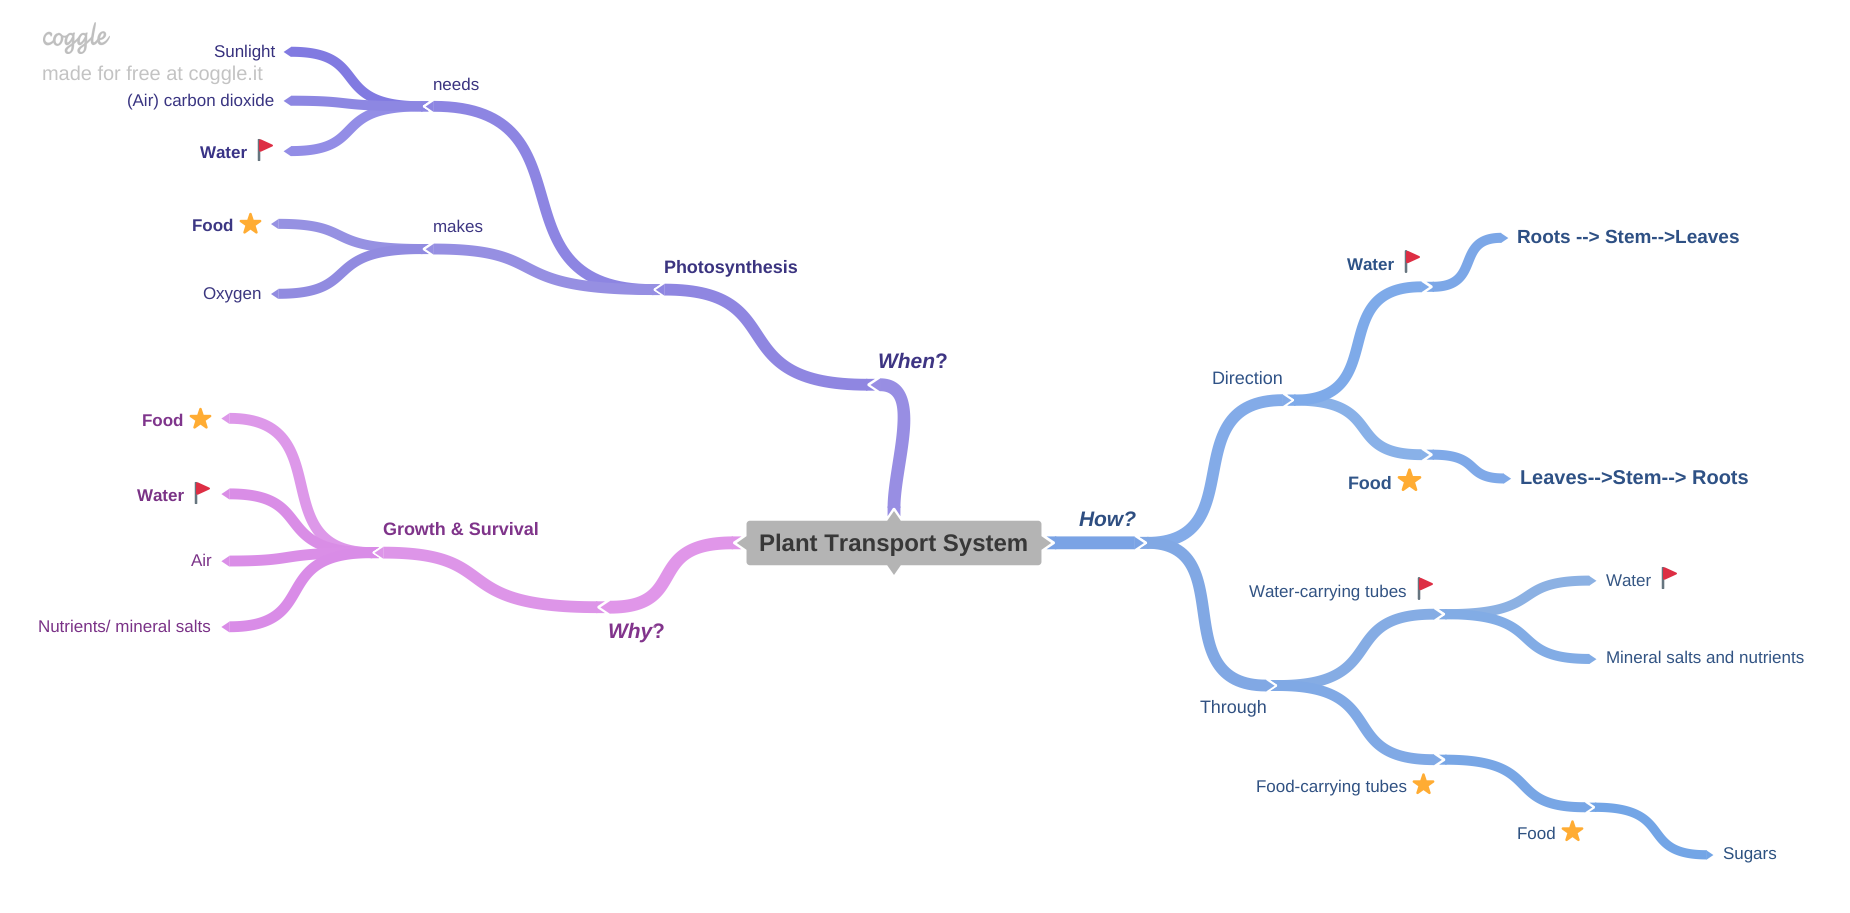 coggle
made for free at coggle.it
Sunlight
(Air) carbon dioxide
Water
needs
Food
Oxygen
makes
Photosynthesis
When?
Food
Water
Air
Nutrients/ mineral salts
Growth & Survival
Why?
Plant Transport System
How?
Direction
Water
Roots --> Stem-->Leaves
Food
Leaves-->Stem--> Roots
Through
Water-carrying tubes
Water
Mineral salts and nutrients
Food-carrying tubes
Food
Sugars